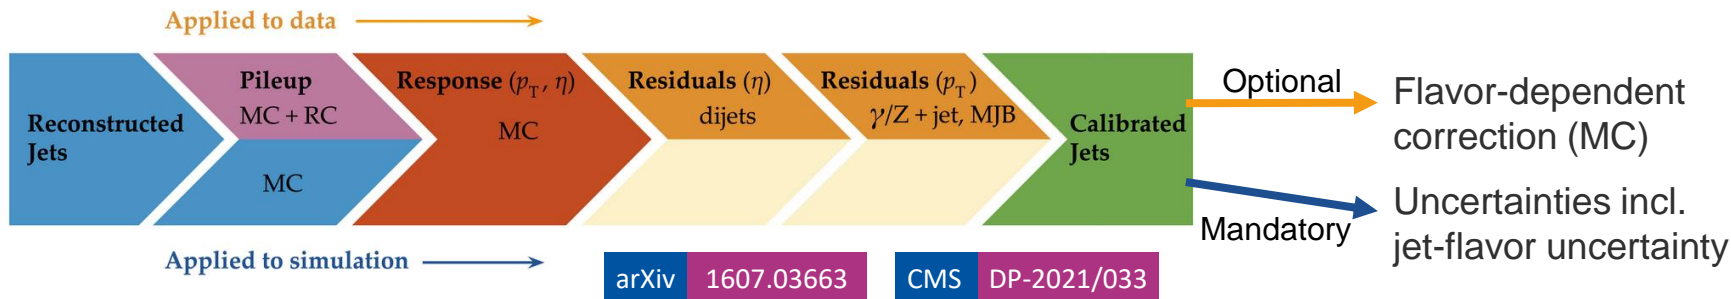 Applied to data
Reconstructed
Jets
Pileup
MC + RC
MC
Response (pT, η)
MC
Residuals (η)
dijets
Residuals (pT)
γ/Z + jet, MJB
Calibrated
Jets
Optional
Flavor-dependent
correction (MC)
Mandatory
Uncertainties incl.
jet-flavor uncertainty
Applied to simulation
arXiv 1607.03663
CMS DP-2021/033